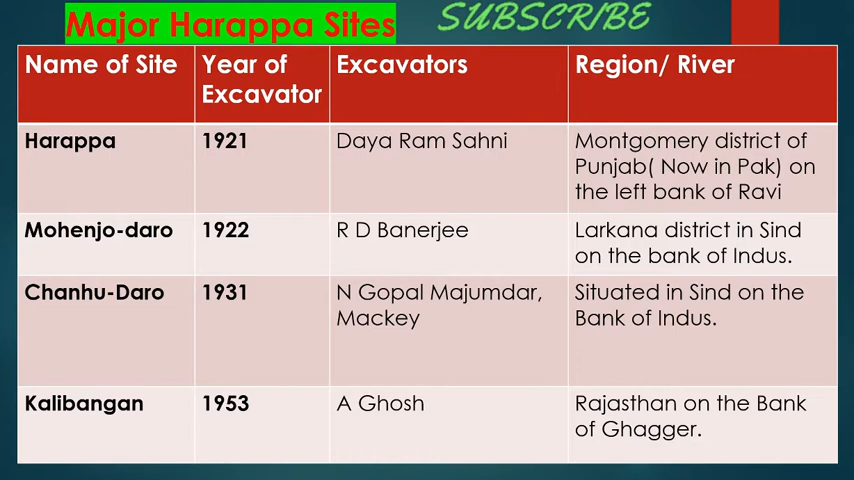 Major Harappa Sites
SUBSCRIBE
Name of Site
Year of
Excavator
Excavators
Region/ River
Harappa
1921
Daya Ram Sahni
Montgomery district of
Punjab( Now in Pak) on
the left bank of Ravi
Mohenjo-daro
1922
R D Banerjee
Larkana district in Sind
on the bank of Indus.
Chanhu-Daro
1931
N Gopal Majumdar,
Mackey
Situated in Sind on the
Bank of Indus.
Kalibangan
1953
A Ghosh
Rajasthan on the Bank
of Ghagger.